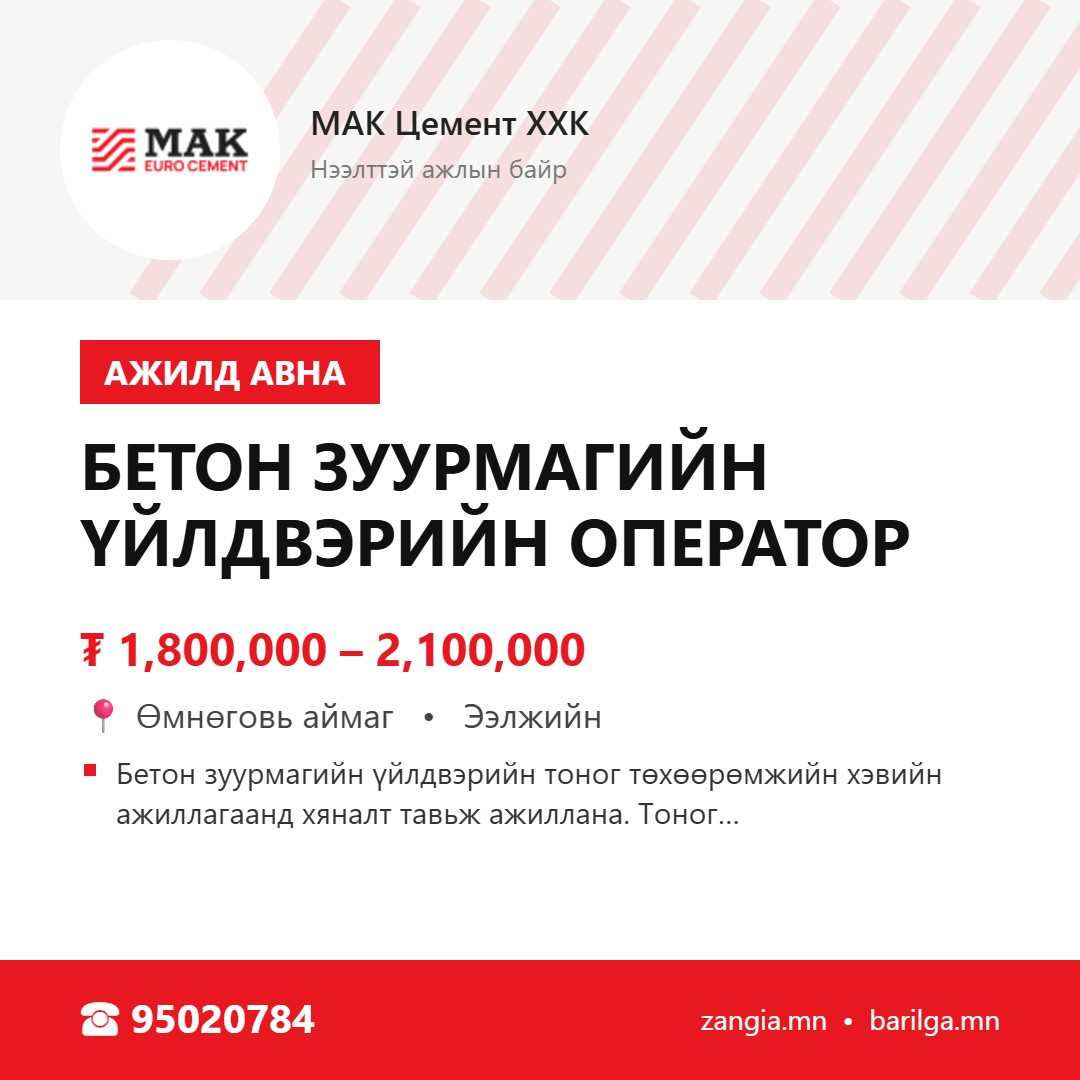 MAK
EURO CEMENT
МАК Цемент ХХК
Нээлттэй ажлын байр
АЖИЛД АВНА
БЕТОН ЗУУРМАГИЙН
ҮЙЛДВЭРИЙН ОПЕРАТОР
₮ 1,800,000 – 2,100,000
Өмнөговь аймаг • Ээлжийн
Бетон зуурмагийн үйлдвэрийн тоног төхөөрөмжийн хэвийн
ажиллагаанд хяналт тавьж ажиллана. Тоног...
☎ 95020784
zangia.mn • barilga.mn